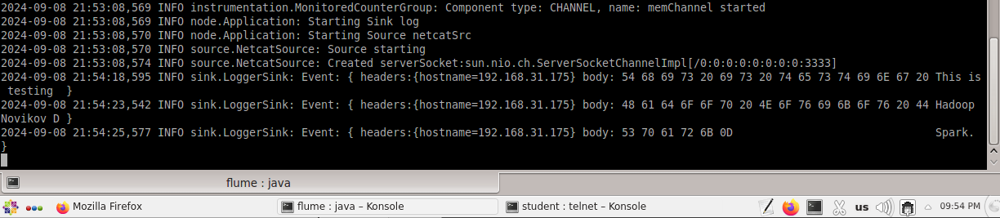 2024-09-08 21:53:08,569 INFO instrumentation.MonitoredCounterGroup: Component type: CHANNEL, name: memChannel started
2024-09-08 21:53:08,569 INFO node.Application: Starting Sink log
2024-09-08 21:53:08,570 INFO node.Application: Starting Source netcatSrc
2024-09-08 21:53:08,570 INFO source.NetcatSource: Source starting
2024-09-08 21:53:08,574 INFO source.NetcatSource: Created serverSocket:sun.nio.ch.ServerSocketChannelImpl[/0:0:0:0:0:0:0:0:3333]
2024-09-08 21:54:18,595 INFO sink.LoggerSink: Event: { headers:{hostname=192.168.31.175} body: 54 68 69 73 20 69 73 20 74 65 73 74 69 6E 67 20 This is
testing  }
2024-09-08 21:54:23,542 INFO sink.LoggerSink: Event: { headers:{hostname=192.168.31.175} body: 48 61 64 6F 6F 70 20 4E 6F 76 69 6B 6F 76 20 44 Hadoop
Novikov D }
2024-09-08 21:54:25,577 INFO sink.LoggerSink: Event: { headers:{hostname=192.168.31.175} body: 53 70 61 72 6B 0D                               Spark.
}
flume : java
Mozilla Firefox
flume : java – Konsole
student : telnet – Konsole
us
09:54 PM